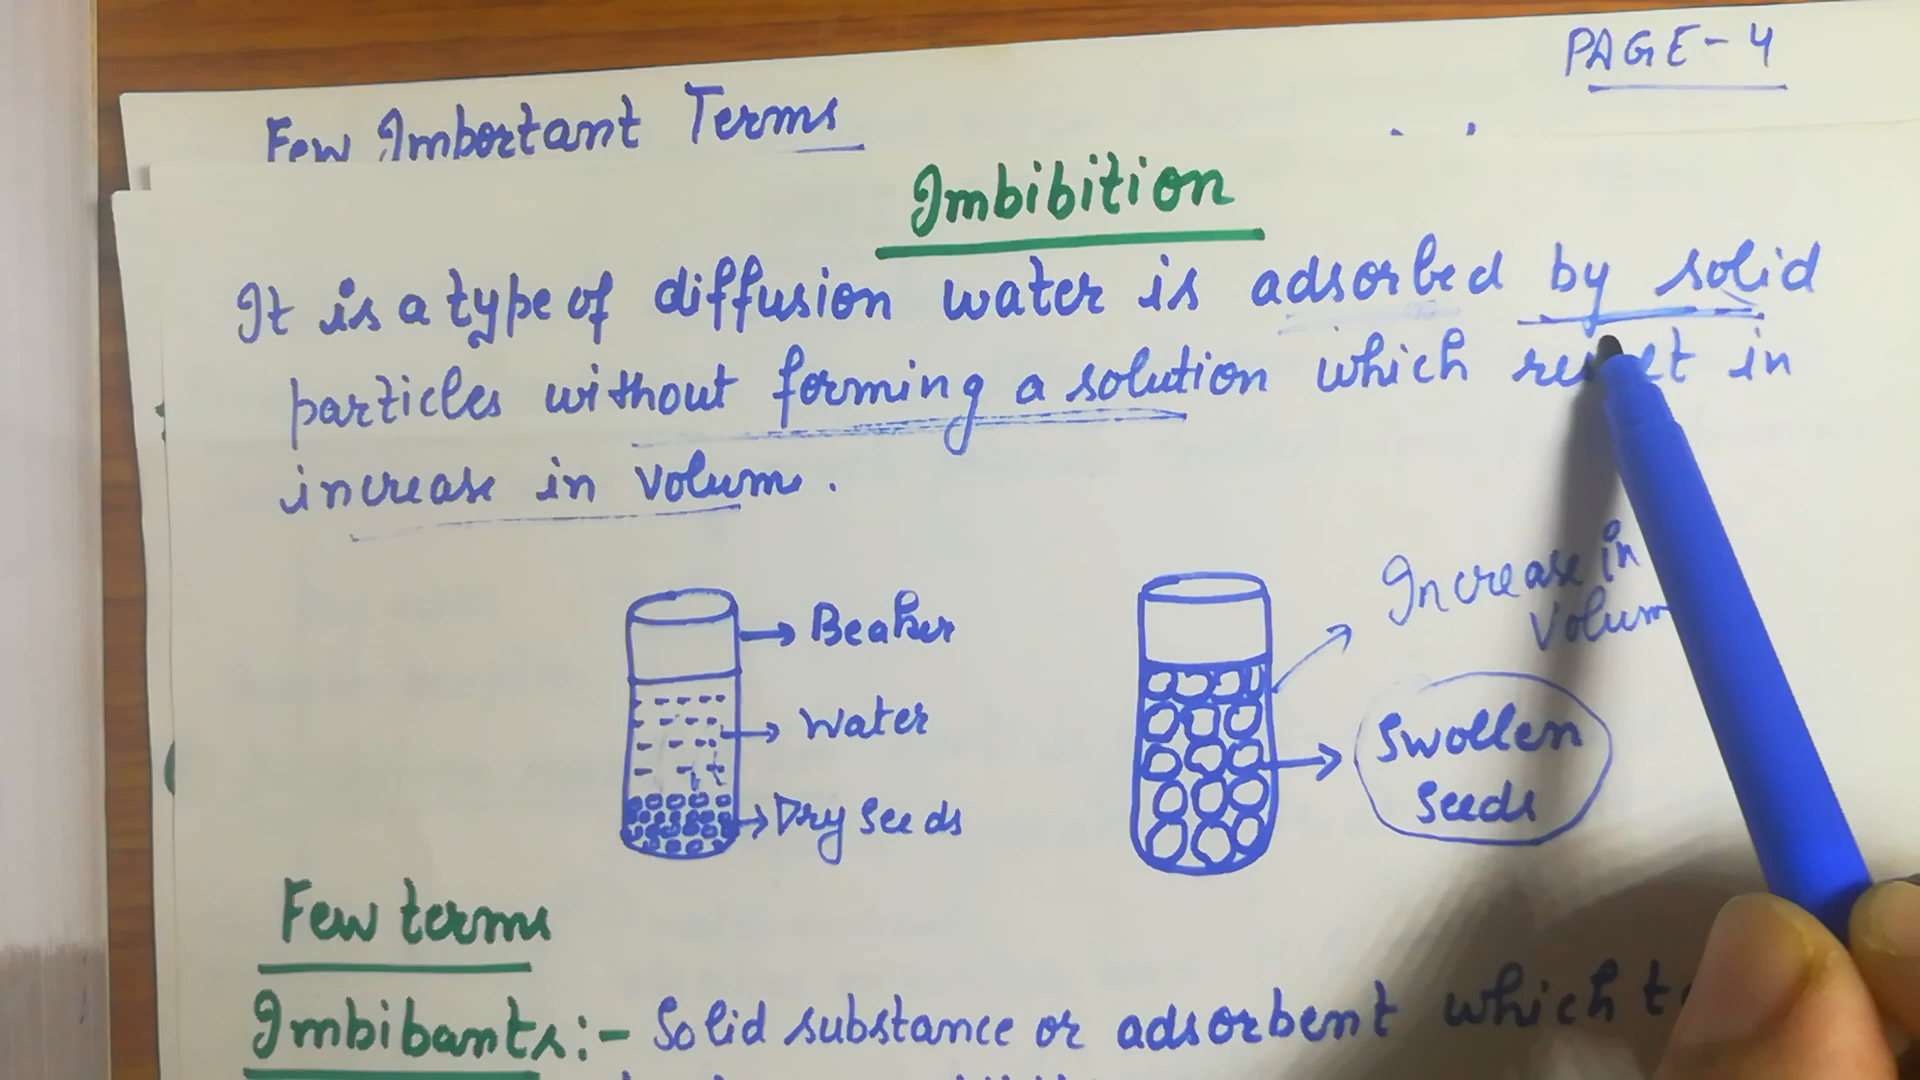 PAGE-4
Few Important Terms
Imbibition
It is a type of diffusion water is adsorbed by solid
particles without forming a solution which in
increase in volume.
Increase in
Volum
Beaker
Water
Swollen
Seeds
Dry seeds
Few terms
Imbibants:- Solid substance or adsorbent which